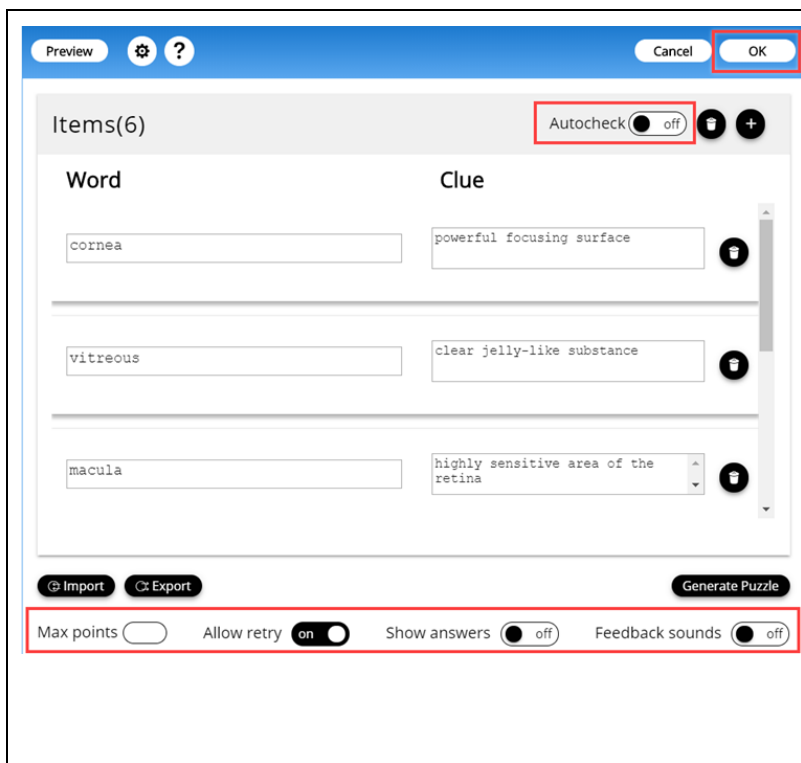 Preview ? Cancel OK
Items(6) Autocheck off +
Word Clue
cornea powerful focusing surface
vitreous clear jelly-like substance
macula highly sensitive area of the
retina
Import Export Generate Puzzle
Max points Allow retry on Show answers off Feedback sounds off